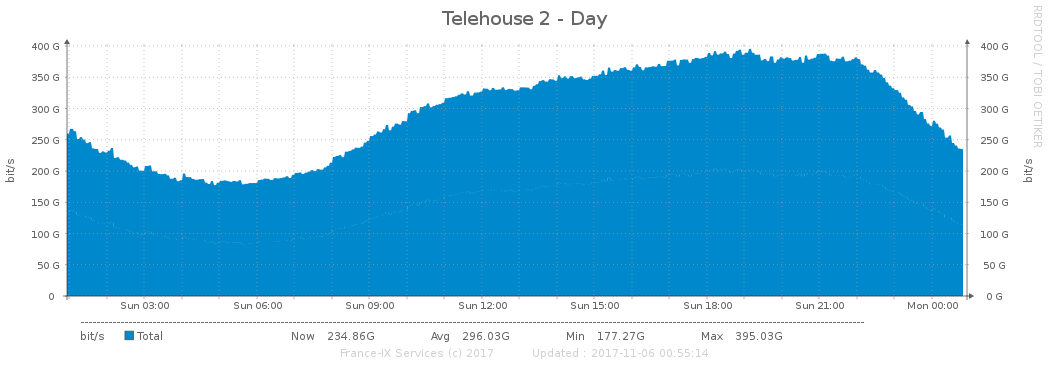 Telehouse 2 - Day
RRDTOOL / TOBI OETIKER
bit/s
bit/s
400 G 400 G
350 G 350 G
300 G 300 G
250 G 250 G
200 G 200 G
150 G 150 G
100 G 100 G
50 G 50 G
0 0 G
Sun 03:00 Sun 06:00 Sun 09:00 Sun 12:00 Sun 15:00 Sun 18:00 Sun 21:00 Mon 00:00
bit/s Total Now 234.86G Avg 296.03G Min 177.27G Max 395.03G
France-IX Services (c) 2017 Updated : 2017-11-06 00:55:14